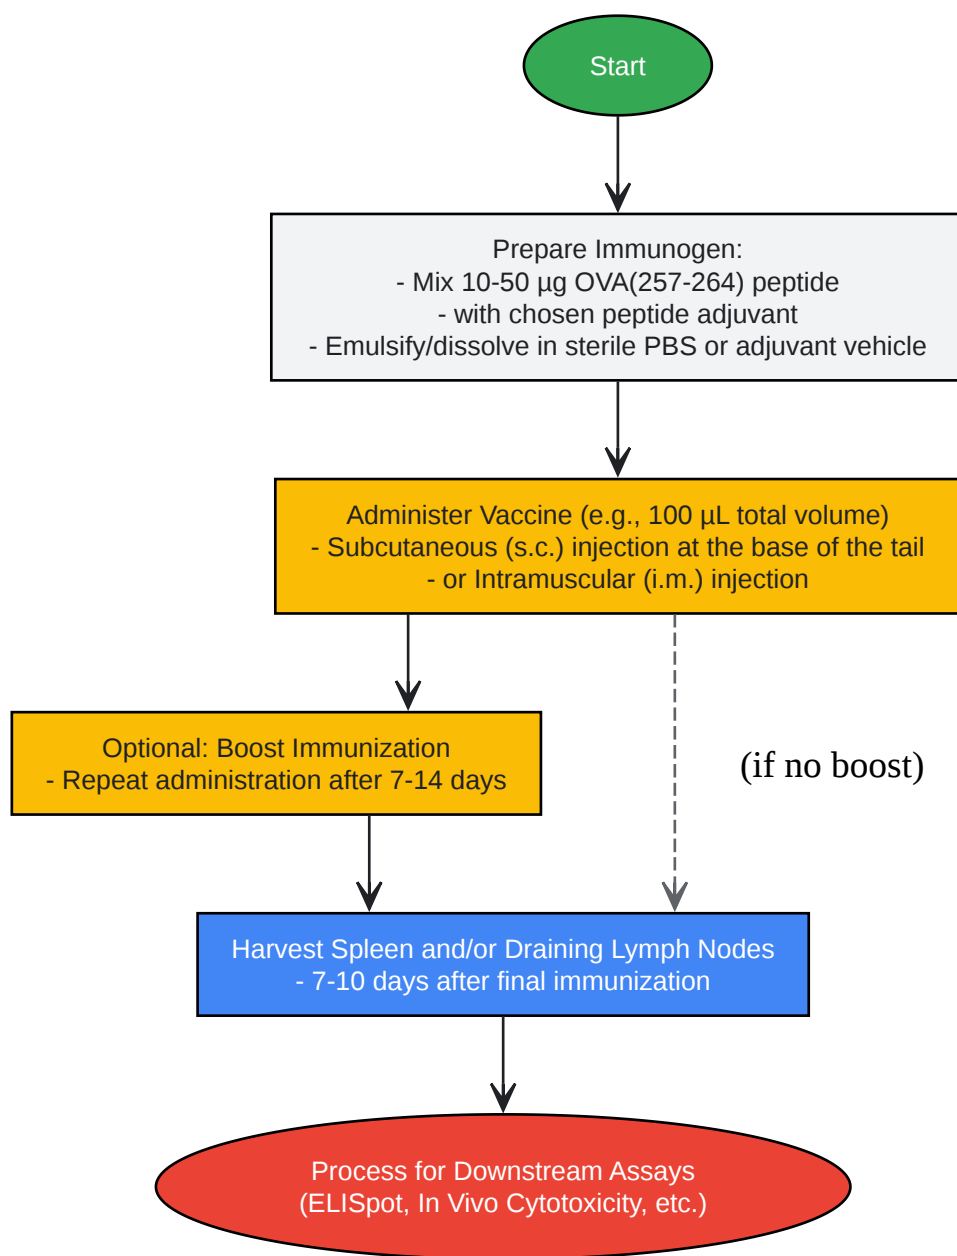 Start
Prepare Immunogen:
- Mix 10-50 µg OVA(257-264) peptide
- with chosen peptide adjuvant
- Emulsify/dissolve in sterile PBS or adjuvant vehicle
Administer Vaccine (e.g., 100 µL total volume)
- Subcutaneous (s.c.) injection at the base of the tail
- or Intramuscular (i.m.) injection
Optional: Boost Immunization
- Repeat administration after 7-14 days
(if no boost)
Harvest Spleen and/or Draining Lymph Nodes
- 7-10 days after final immunization
Process for Downstream Assays
(ELISpot, In Vivo Cytotoxicity, etc.)